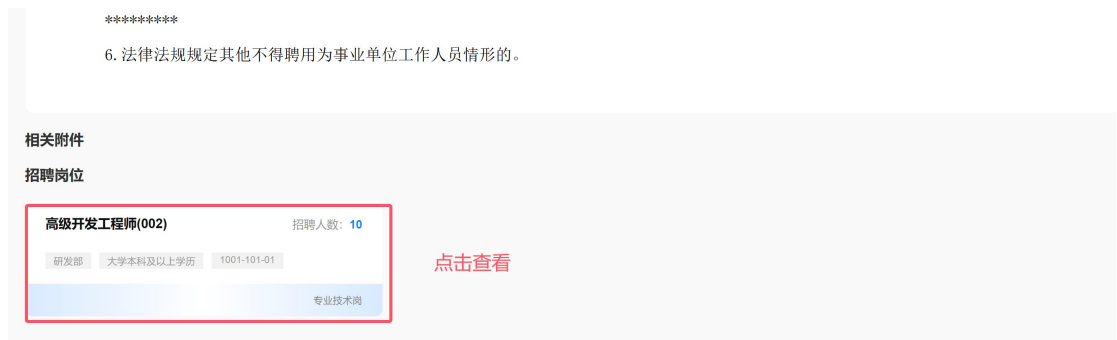 *********
6.法律法规规定其他不得聘用为事业单位工作人员情形的。
相关附件
招聘岗位
高级开发工程师(002) 招聘人数：10
研发部 大学本科及以上学历 1001-101-01
点击查看
专业技术岗